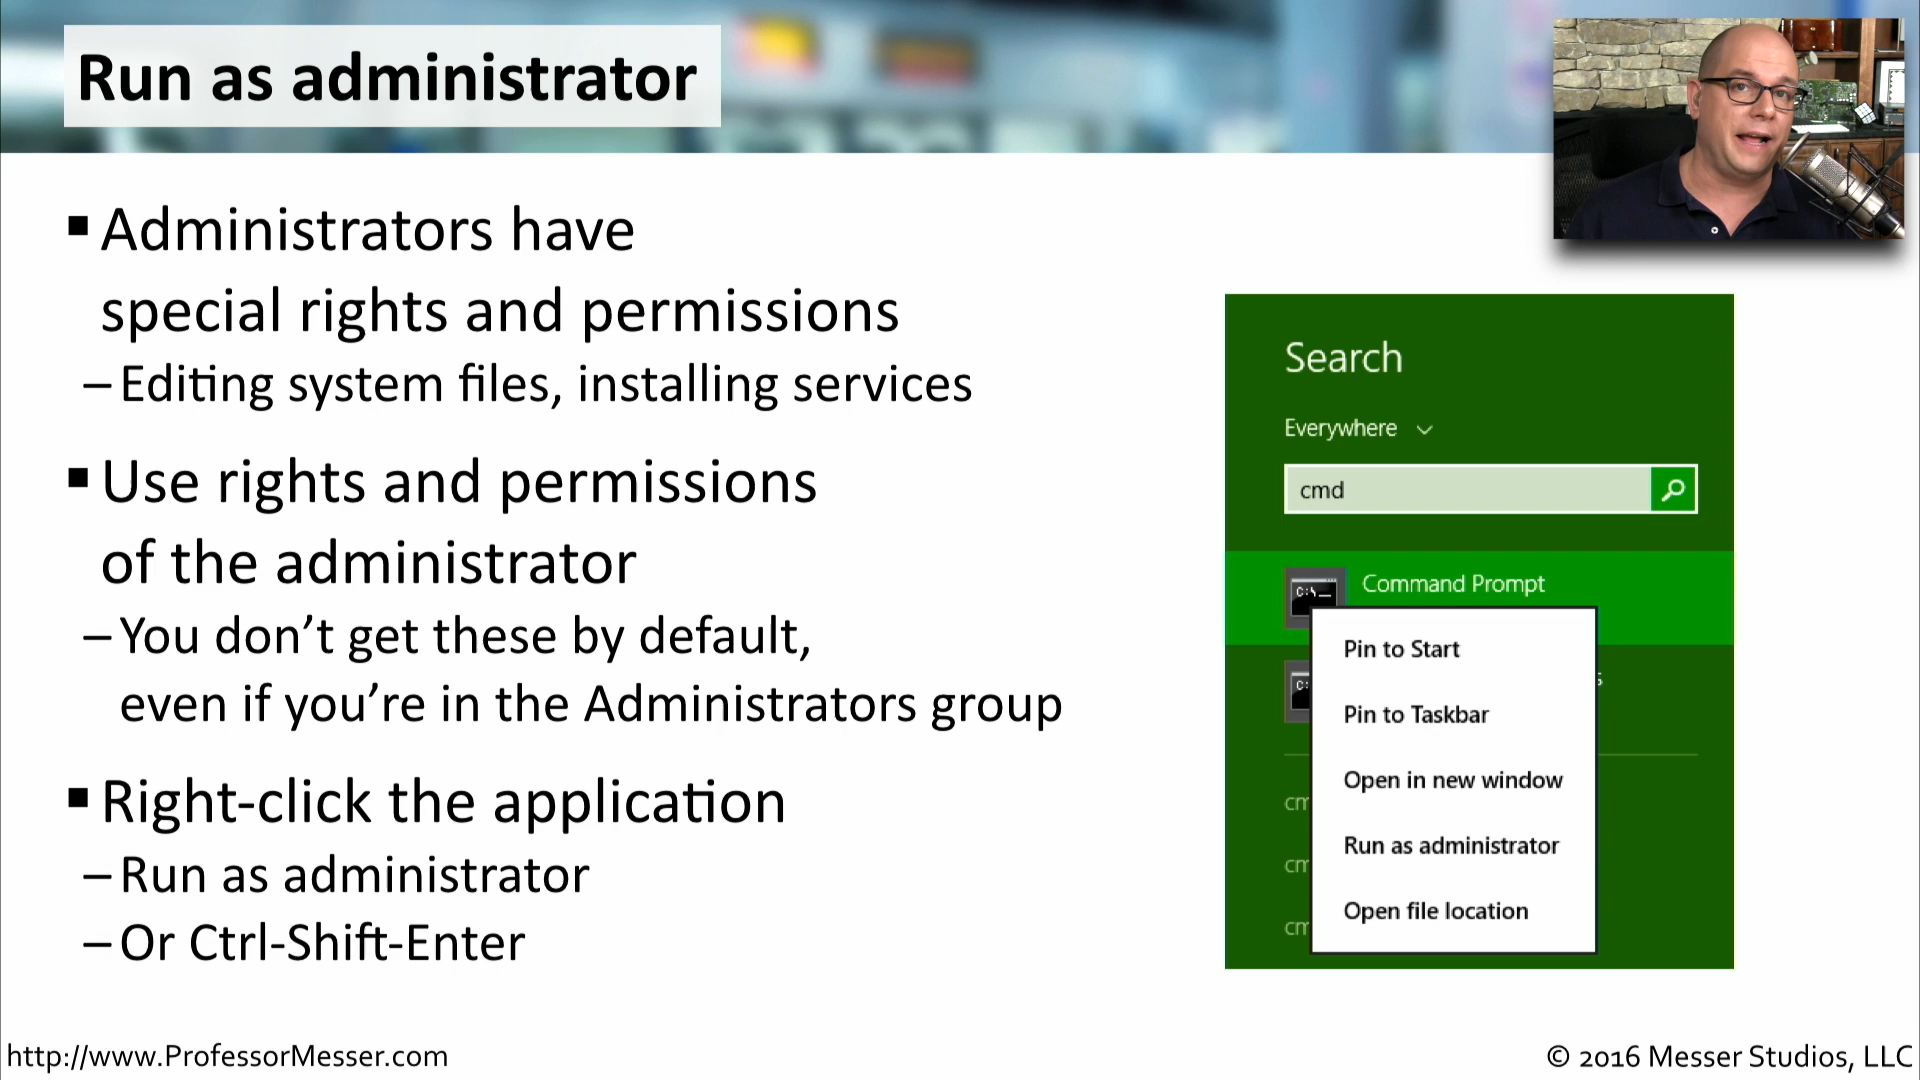 Run as administrator
▪ Administrators have
special rights and permissions
– Editing system files, installing services
▪ Use rights and permissions
of the administrator
– You don’t get these by default,
even if you’re in the Administrators group
▪ Right-click the application
– Run as administrator
– Or Ctrl-Shift-Enter
Search
Everywhere
cmd
Command Prompt
Pin to Start
Pin to Taskbar
Open in new window
Run as administrator
Open file location
http://www.ProfessorMesser.com
© 2016 Messer Studios, LLC